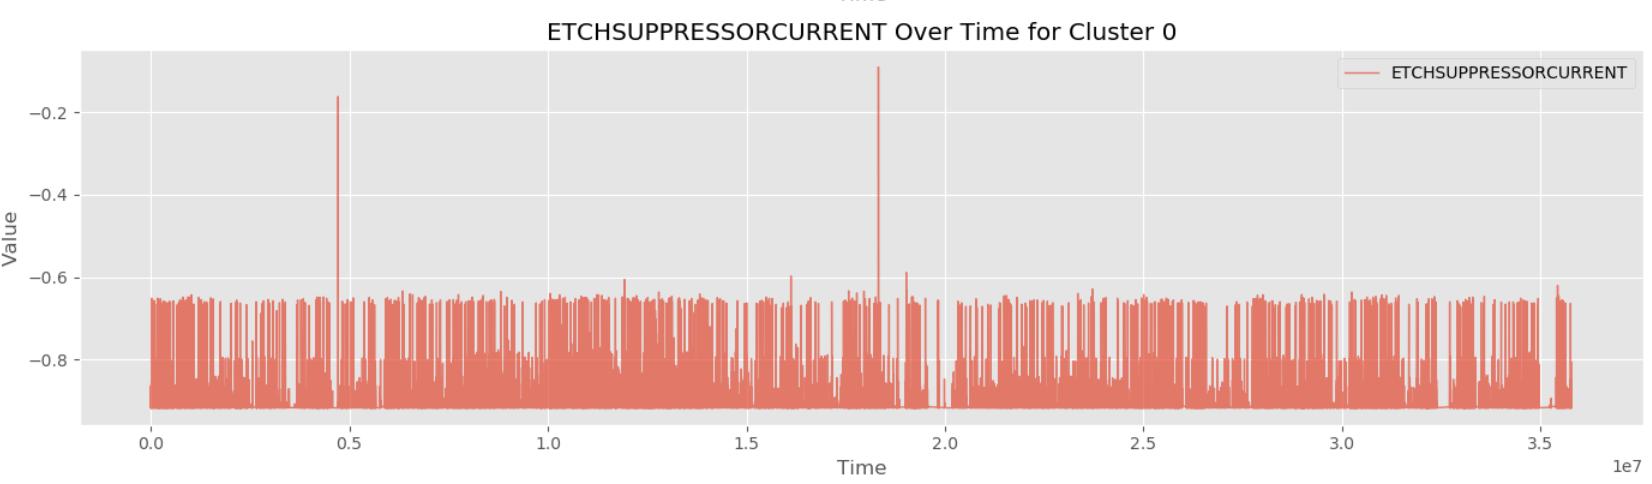 ETCHSUPPRESSORCURRENT Over Time for Cluster 0
ETCHSUPPRESSORCURRENT
−0.2
−0.4
−0.6
−0.8
Value
0.0 0.5 1.0 1.5 2.0 2.5 3.0 3.5
Time
1e7